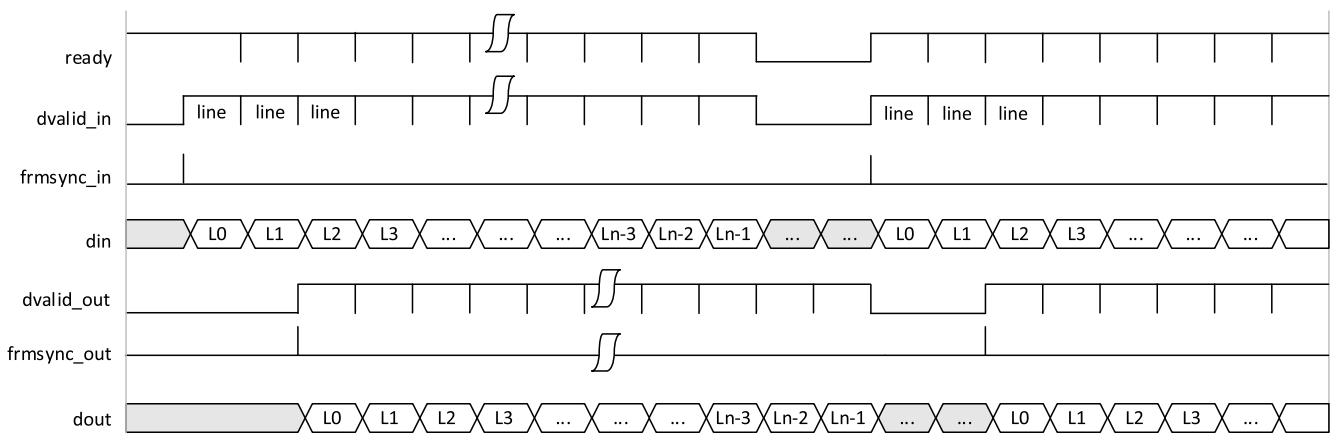 ready
dvalid_in line line line line line line
frmsync_in
din L0 L1 L2 L3 ... ... ... Ln-3 Ln-2 Ln-1 ... ... L0 L1 L2 L3 ... ... ...
dvalid_out
frmsync_out
dout L0 L1 L2 L3 ... ... ... Ln-3 Ln-2 Ln-1 ... ... L0 L1 L2 L3 ...